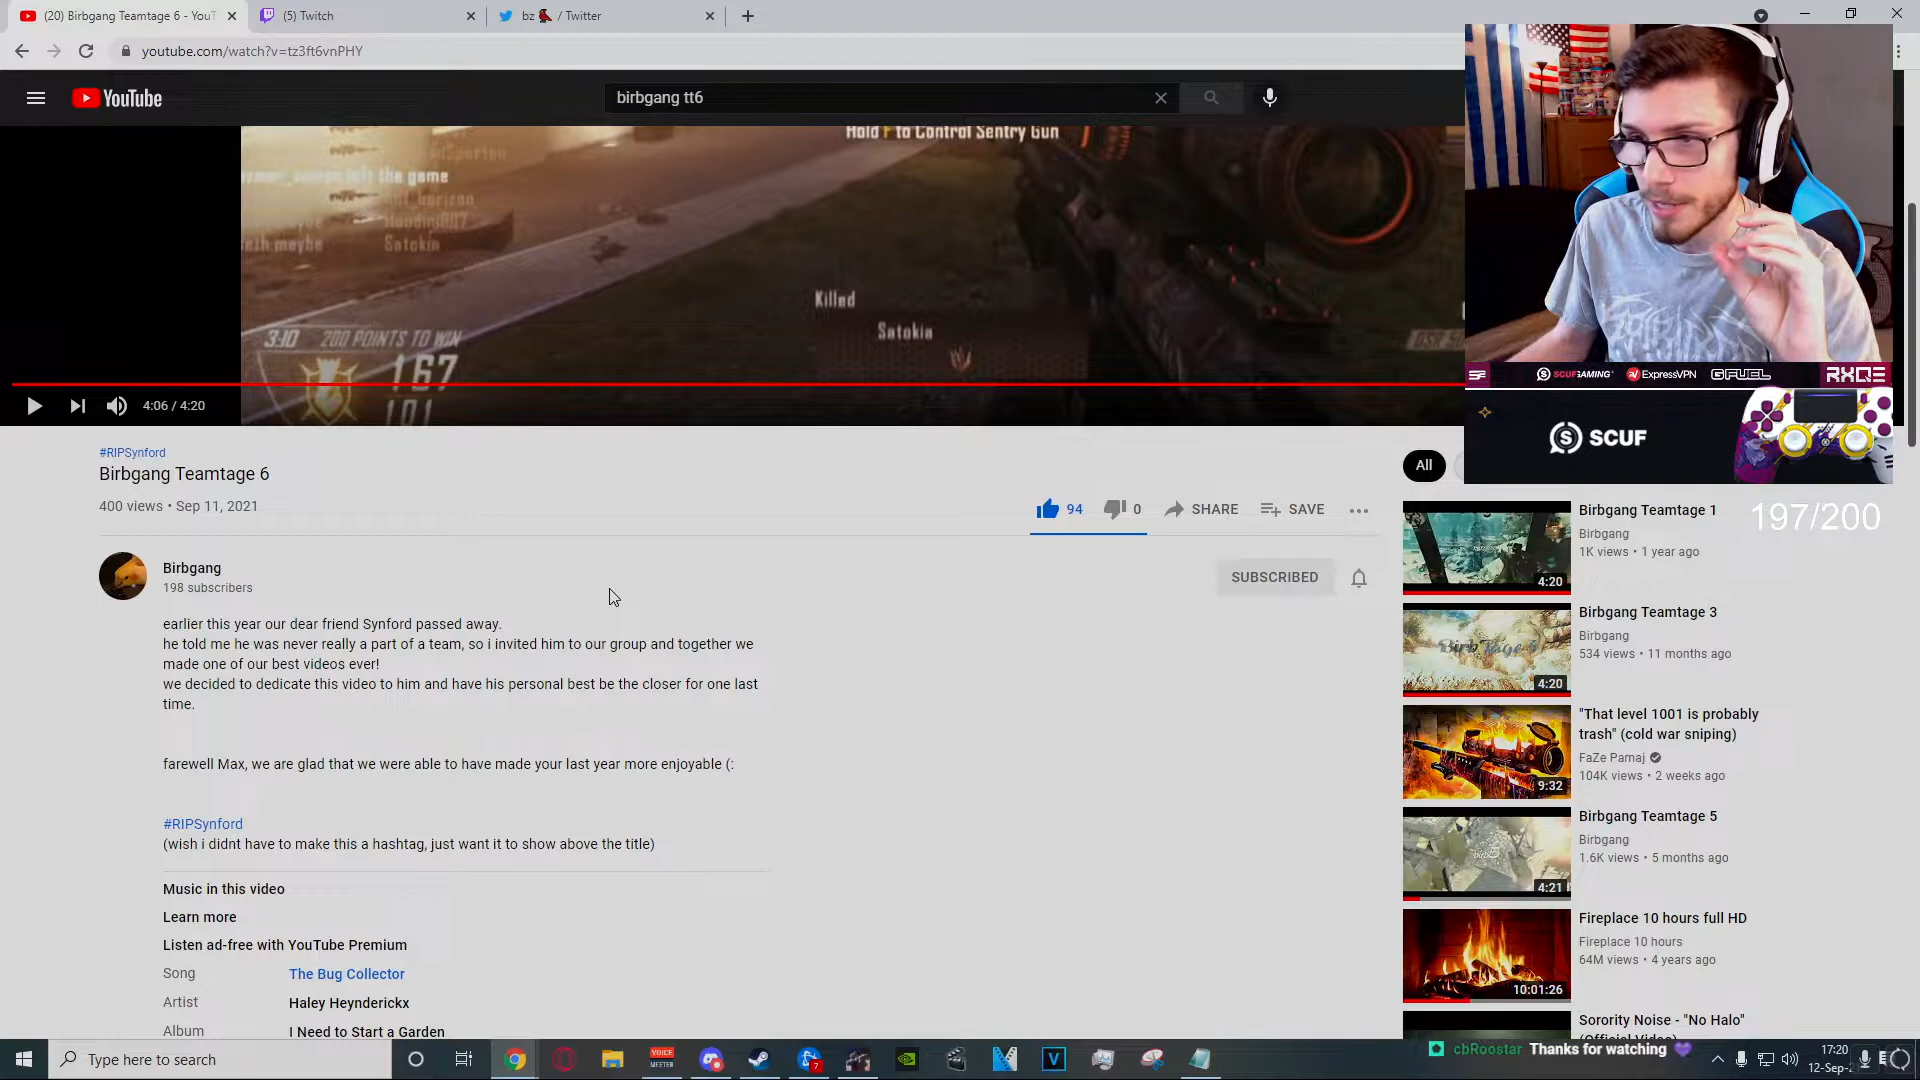 (20) Birbgang Teamtage 6 - YouT
(5) Twitch
bz / Twitter
youtube.com/watch?v=tz3ft6vnPHY
YouTube
birbgang tt6
Hold F to Control Sentry Gun
left the game
Satokia
Killed
Satokia
3:10 200 POINTS TO WIN
167
101
4:06 / 4:20
SF
SCUFGAMING
ExpressVPN
GFUEL
SCUF
197/200
#RIPSynford
Birbgang Teamtage 6
400 views • Sep 11, 2021
94
0
SHARE
SAVE
Birbgang
198 subscribers
SUBSCRIBED
earlier this year our dear friend Synford passed away.
he told me he was never really a part of a team, so i invited him to our group and together we
made one of our best videos ever!
we decided to dedicate this video to him and have his personal best be the closer for one last
time.
farewell Max, we are glad that we were able to have made your last year more enjoyable (:
#RIPSynford
(wish i didnt have to make this a hashtag, just want it to show above the title)
Music in this video
Learn more
Listen ad-free with YouTube Premium
Song The Bug Collector
Artist Haley Heynderickx
Album I Need to Start a Garden
All
Birbgang Teamtage 1
Birbgang
1K views • 1 year ago
4:20
Birbgang Teamtage 3
Birbgang
534 views • 11 months ago
4:20
"That level 1001 is probably
trash" (cold war sniping)
FaZe Pamaj
104K views • 2 weeks ago
9:32
Birbgang Teamtage 5
Birbgang
1.6K views • 5 months ago
4:21
Fireplace 10 hours full HD
Fireplace 10 hours
64M views • 4 years ago
10:01:26
Sorority Noise - "No Halo"
(Official Video)
cbRoostar Thanks for watching
Type here to search
VOICE
MEETER
7
17:20
12-Sep-